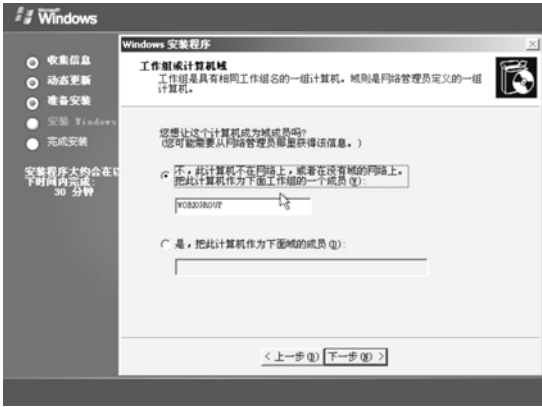 Microsoft
Windows
收集信息
动态更新
准备安装
安装 Windows
完成安装
安装程序大约会在以
下时间内完成:
30 分钟
Windows 安装程序
工作组或计算机域
工作组是具有相同工作组名的一组计算机。域则是网络管理员定义的一组
计算机。
您想让这个计算机成为域成员吗?
(您可能需要从网络管理员那里获得该信息。)
不，此计算机不在网络上，或者在没有域的网络上。
把此计算机作为下面工作组的一个成员(W):
WORKGROUP
是，把此计算机作为下面域的成员(D):
<上一步(B)
下一步(N)>